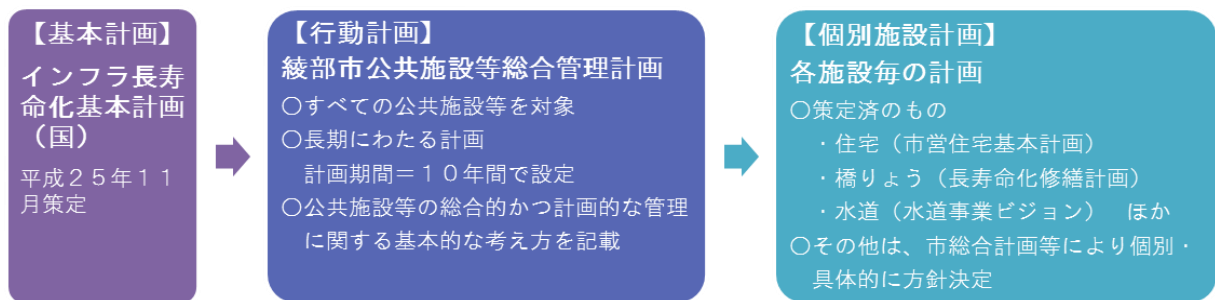 【基本計画】
インフラ長寿
命化基本計画
（国）
平成２５年１１
月策定
【行動計画】
綾部市公共施設等総合管理計画
○すべての公共施設等を対象
○長期にわたる計画
計画期間＝１０年間で設定
○公共施設等の総合的かつ計画的な管理
に関する基本的な考え方を記載
【個別施設計画】
各施設毎の計画
○策定済のもの
・住宅（市営住宅基本計画）
・橋りょう（長寿命化修繕計画）
・水道（水道事業ビジョン）　ほか
○その他は、市総合計画等により個別・
具体的に方針決定